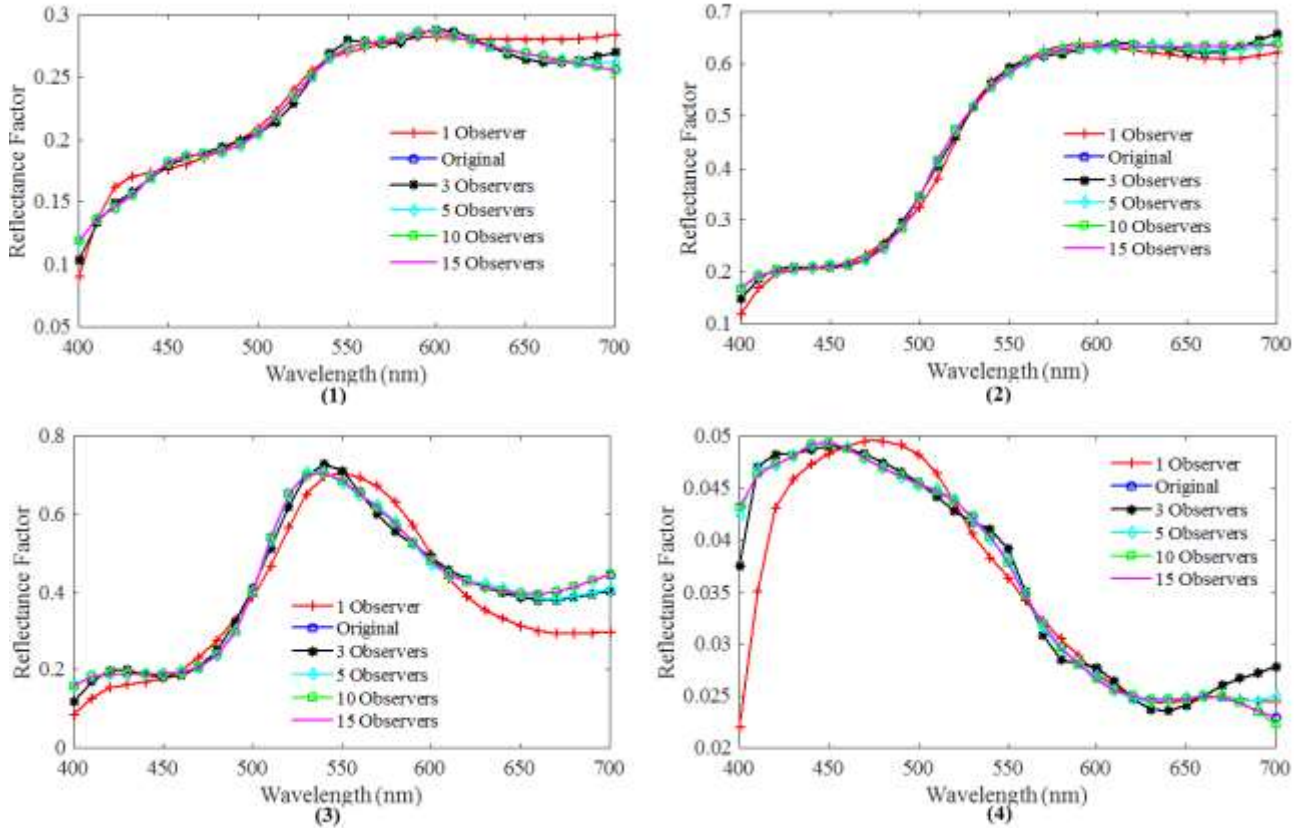 0.3
0.25
0.2
0.15
0.1
0.05
Reflectance Factor
1 Observer
Original
3 Observers
5 Observers
10 Observers
15 Observers
400 450 500 550 600 650 700
Wavelength (nm)
(1)
0.7
0.6
0.5
0.4
0.3
0.2
0.1
Reflectance Factor
1 Observer
Original
3 Observers
5 Observers
10 Observers
15 Observers
400 450 500 550 600 650 700
Wavelength (nm)
(2)
0.8
0.6
0.4
0.2
0
Reflectance Factor
1 Observer
Original
3 Observers
5 Observers
10 Observers
15 Observers
400 450 500 550 600 650 700
Wavelength (nm)
(3)
0.05
0.045
0.04
0.035
0.03
0.025
0.02
Reflectance Factor
1 Observer
Original
3 Observers
5 Observers
10 Observers
15 Observers
400 450 500 550 600 650 700
Wavelength (nm)
(4)